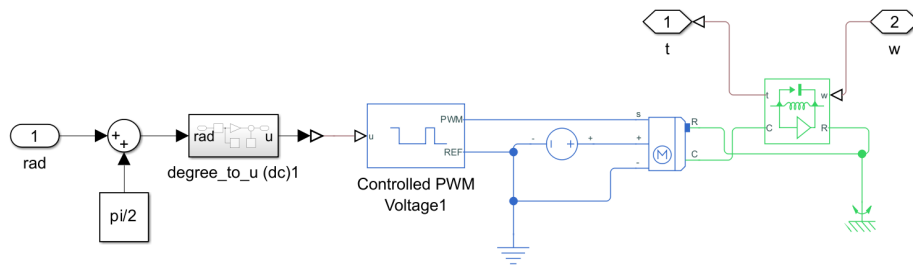 1
t
2
w
1
rad
+
+
pi/2
rad
u
degree_to_u (dc)1
u
PWM
REF
Controlled PWM
Voltage1
-
+
s
+
-
M
R
C
t
w
C
R